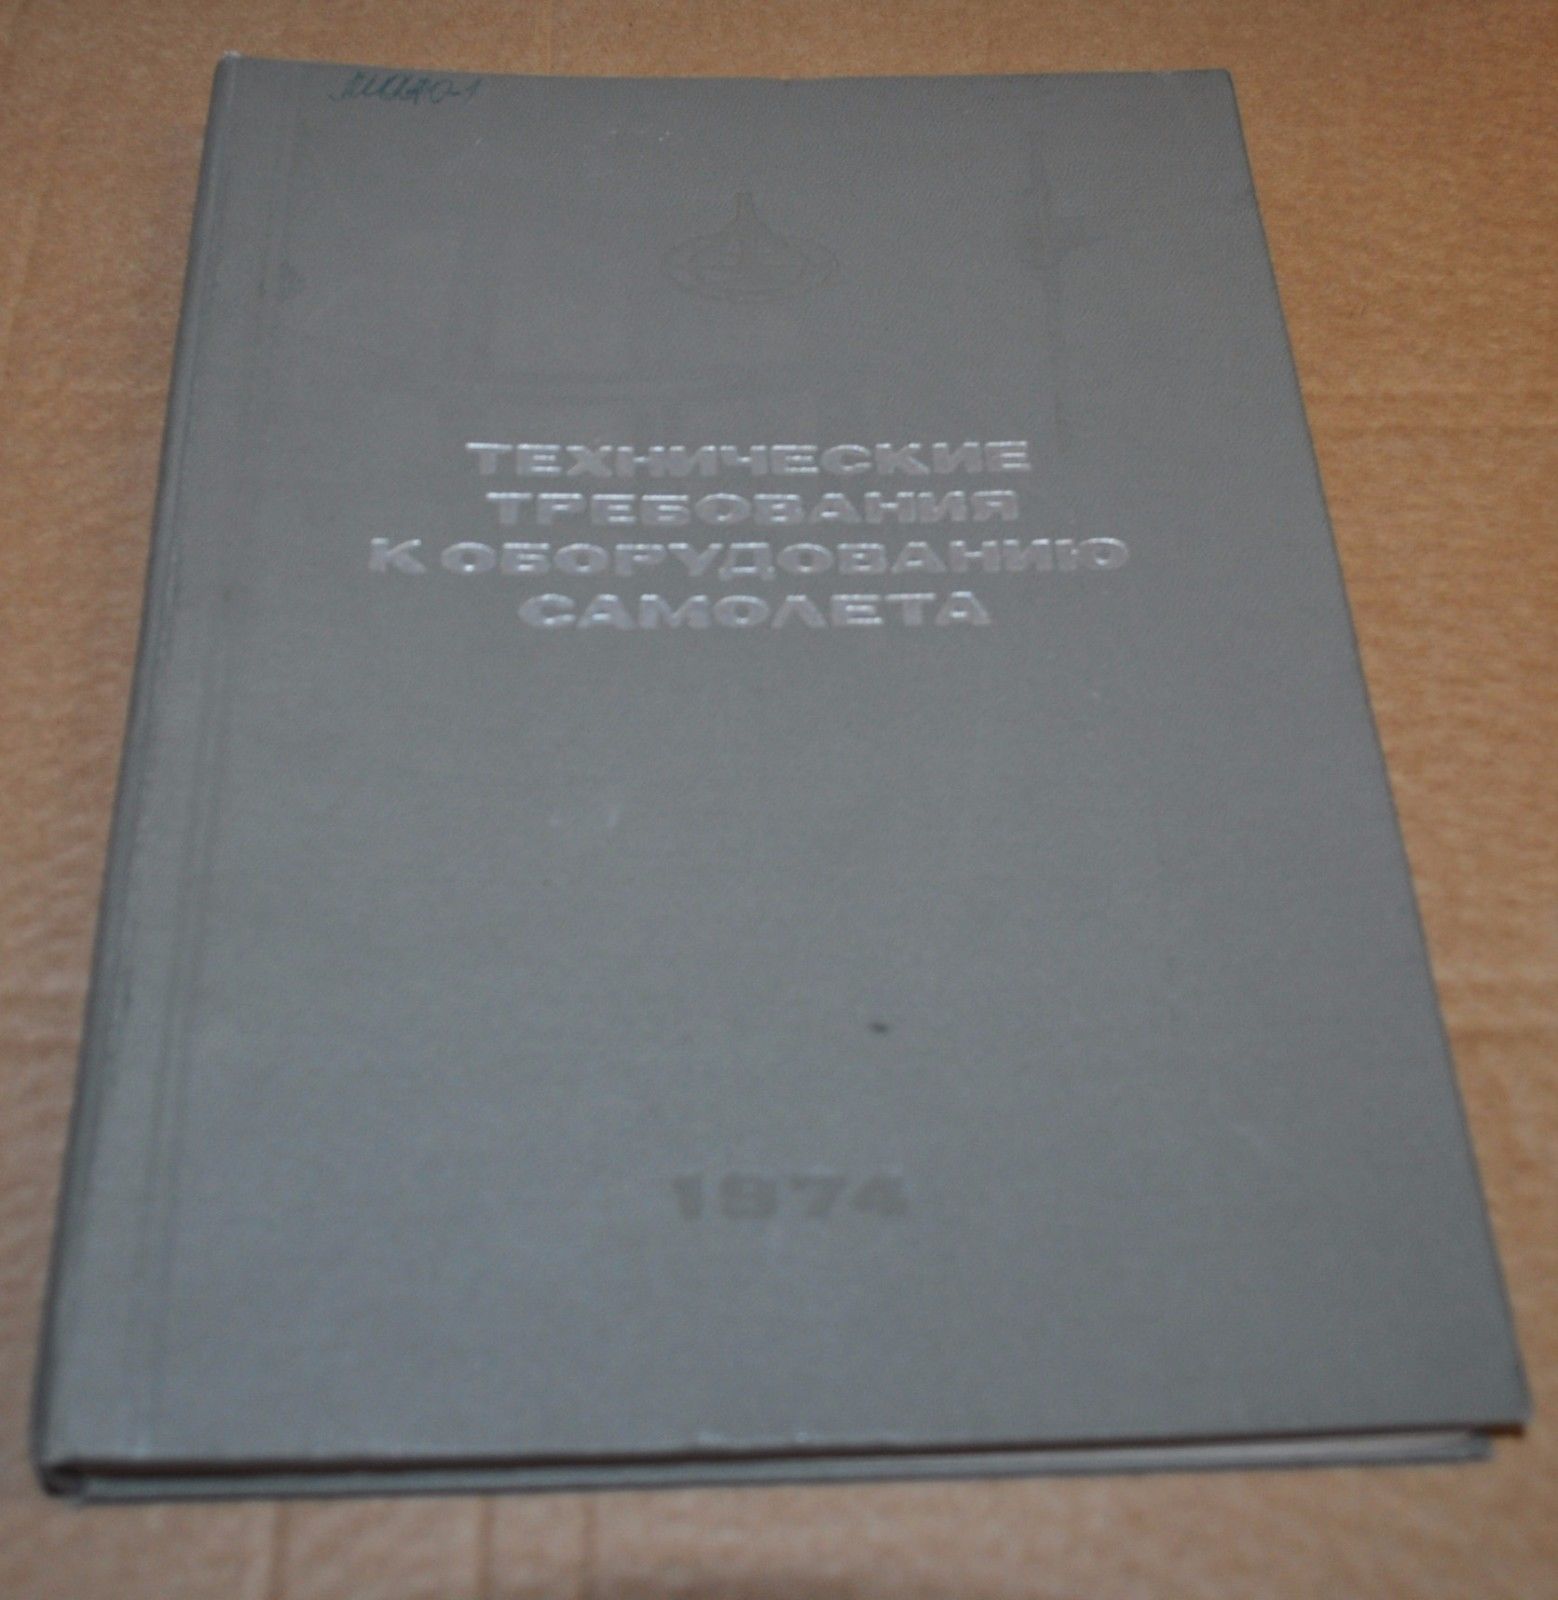 ТЕХНИЧЕСКИЕ
ТРЕБОВАНИЯ
К ОБОРУДОВАНИЮ
САМОЛЕТА
1974